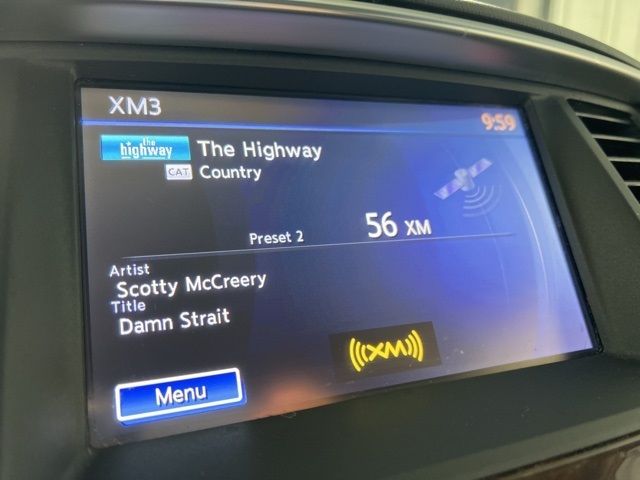 XM3
9:59
the highway
The Highway
CAT Country
Preset 2
56 XM
Artist
Scotty McCreery
Title
Damn Strait
(((XM)))
Menu